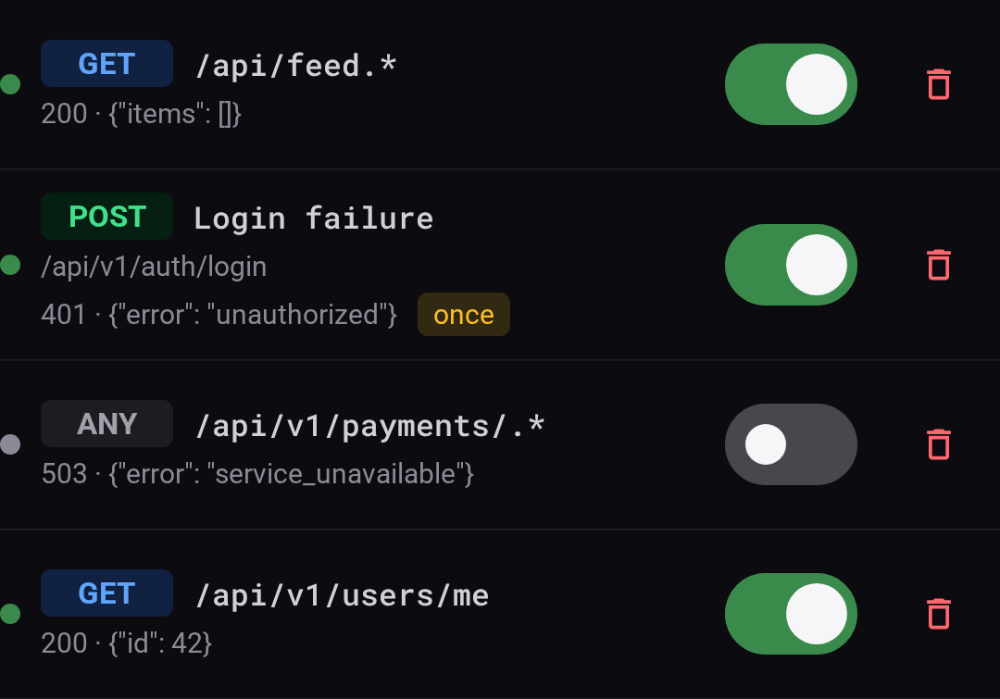 GET /api/feed.*
200 · {"items": []}
POST Login failure
/api/v1/auth/login
401 · {"error": "unauthorized"} once
ANY /api/v1/payments/.*
503 · {"error": "service_unavailable"}
GET /api/v1/users/me
200 · {"id": 42}